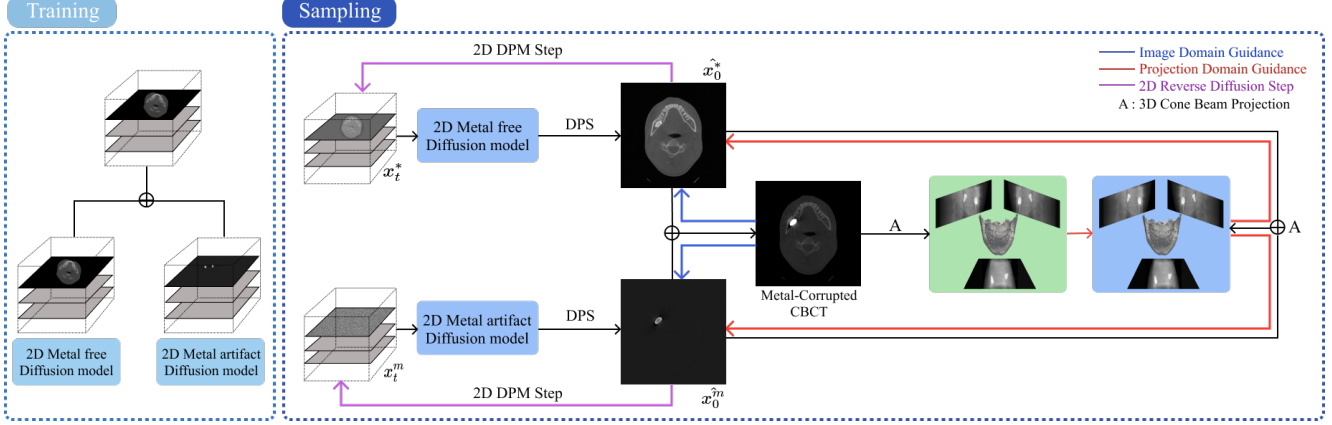 Training
Sampling
2D Metal free
Diffusion model
2D Metal artifact
Diffusion model
2D DPM Step
x̂₀*
x_t*
2D Metal free
Diffusion model
DPS
Image Domain Guidance
Projection Domain Guidance
2D Reverse Diffusion Step
A : 3D Cone Beam Projection
A
A
Metal-Corrupted
CBCT
x_t^m
2D Metal artifact
Diffusion model
DPS
x̂₀^m
2D DPM Step